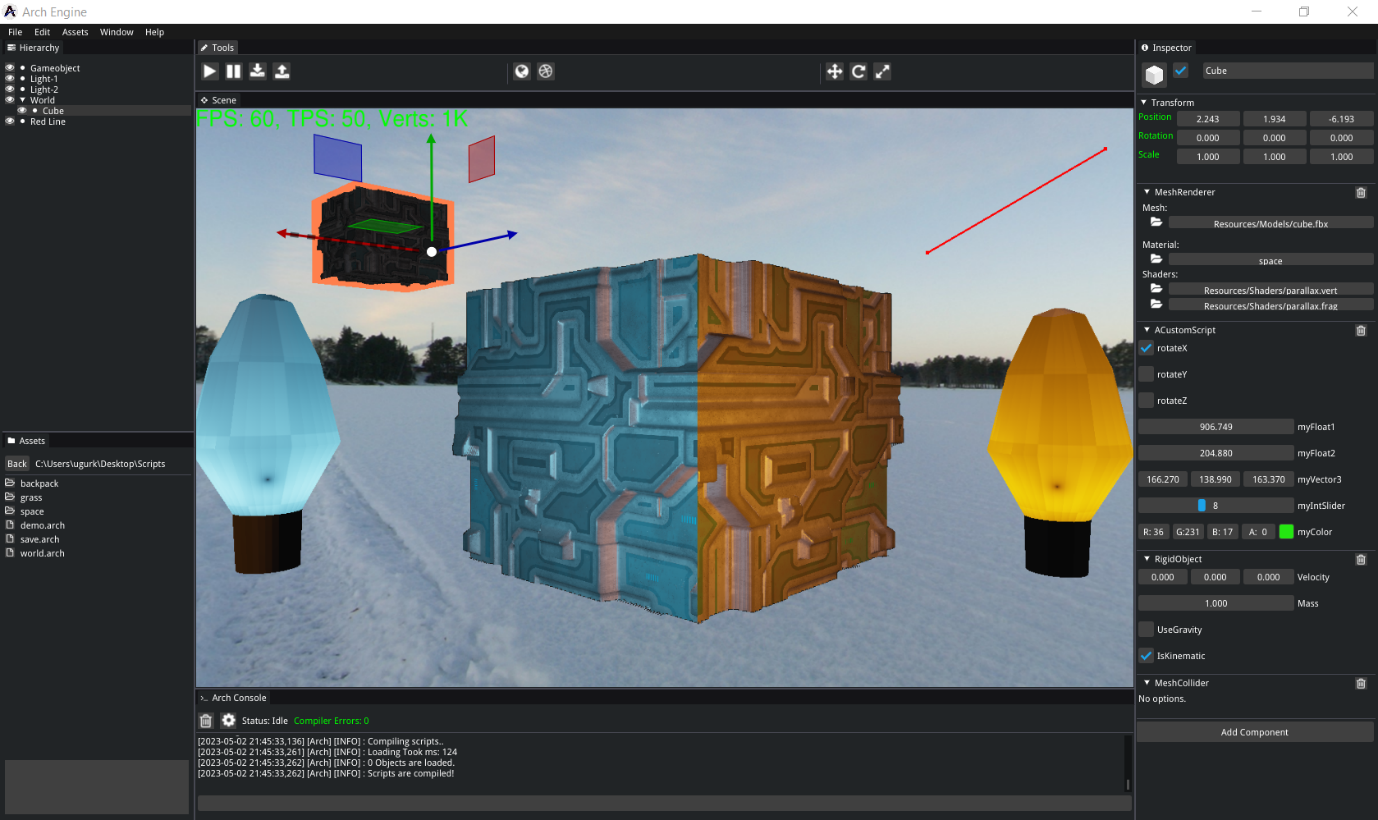 Arch Engine
File Edit Assets Window Help
Hierarchy
Gameobject
Light-1
Light-2
World
Cube
Red Line
Assets
Back C:\Users\ugurk\Desktop\Scripts
backpack
grass
space
demo.arch
save.arch
world.arch
Tools
Scene
FPS: 60, TPS: 50, Verts: 1K
Arch Console
Status: Idle Compiler Errors: 0
[2023-05-02 21:45:33,136] [Arch] [INFO] : Compiling scripts..
[2023-05-02 21:45:33,261] [Arch] [INFO] : Loading Took ms: 124
[2023-05-02 21:45:33,262] [Arch] [INFO] : 0 Objects are loaded.
[2023-05-02 21:45:33,262] [Arch] [INFO] : Scripts are compiled!
Inspector
Cube
Transform
Position 2.243 1.934 -6.193
Rotation 0.000 0.000 0.000
Scale 1.000 1.000 1.000
MeshRenderer
Mesh:
Resources/Models/cube.fbx
Material:
space
Shaders:
Resources/Shaders/parallax.vert
Resources/Shaders/parallax.frag
ACustomScript
rotateX
rotateY
rotateZ
906.749 myFloat1
204.880 myFloat2
166.270 138.990 163.370 myVector3
8 myIntSlider
R: 36 G:231 B: 17 A: 0 myColor
RigidObject
0.000 0.000 0.000 Velocity
1.000 Mass
UseGravity
IsKinematic
MeshCollider
No options.
Add Component